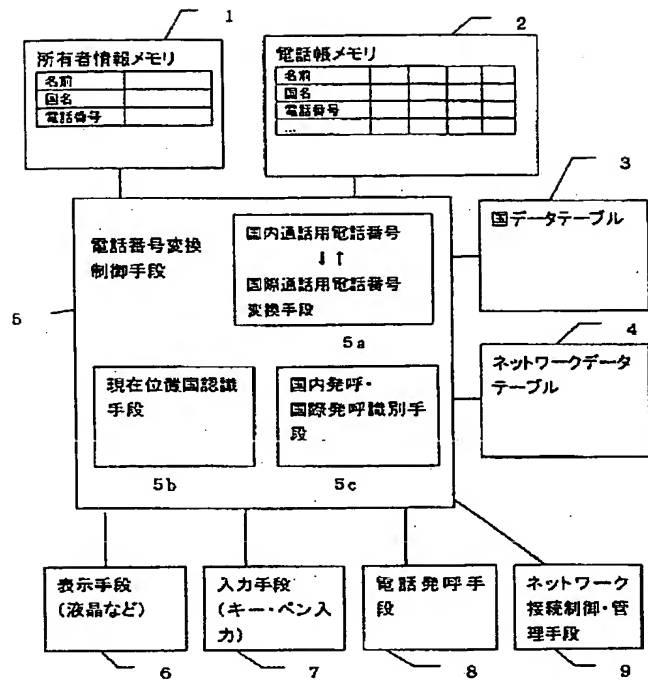 1
2
所有者情報メモリ
名前
国名
電話番号
電話帳メモリ
名前
国名
電話番号
...
3
国データテーブル
4
ネットワークデータ
テーブル
5
電話番号変換
制御手段
国内通話用電話番号
↓↑
国際通話用電話番号
変換手段
5a
現在位置国認識
手段
5b
国内発呼・
国際発呼識別手
段
5c
表示手段
(液晶など)
6
入力手段
(キー・ペン入
力)
7
電話発呼手
段
8
ネットワーク
接続制御・管
理手段
9